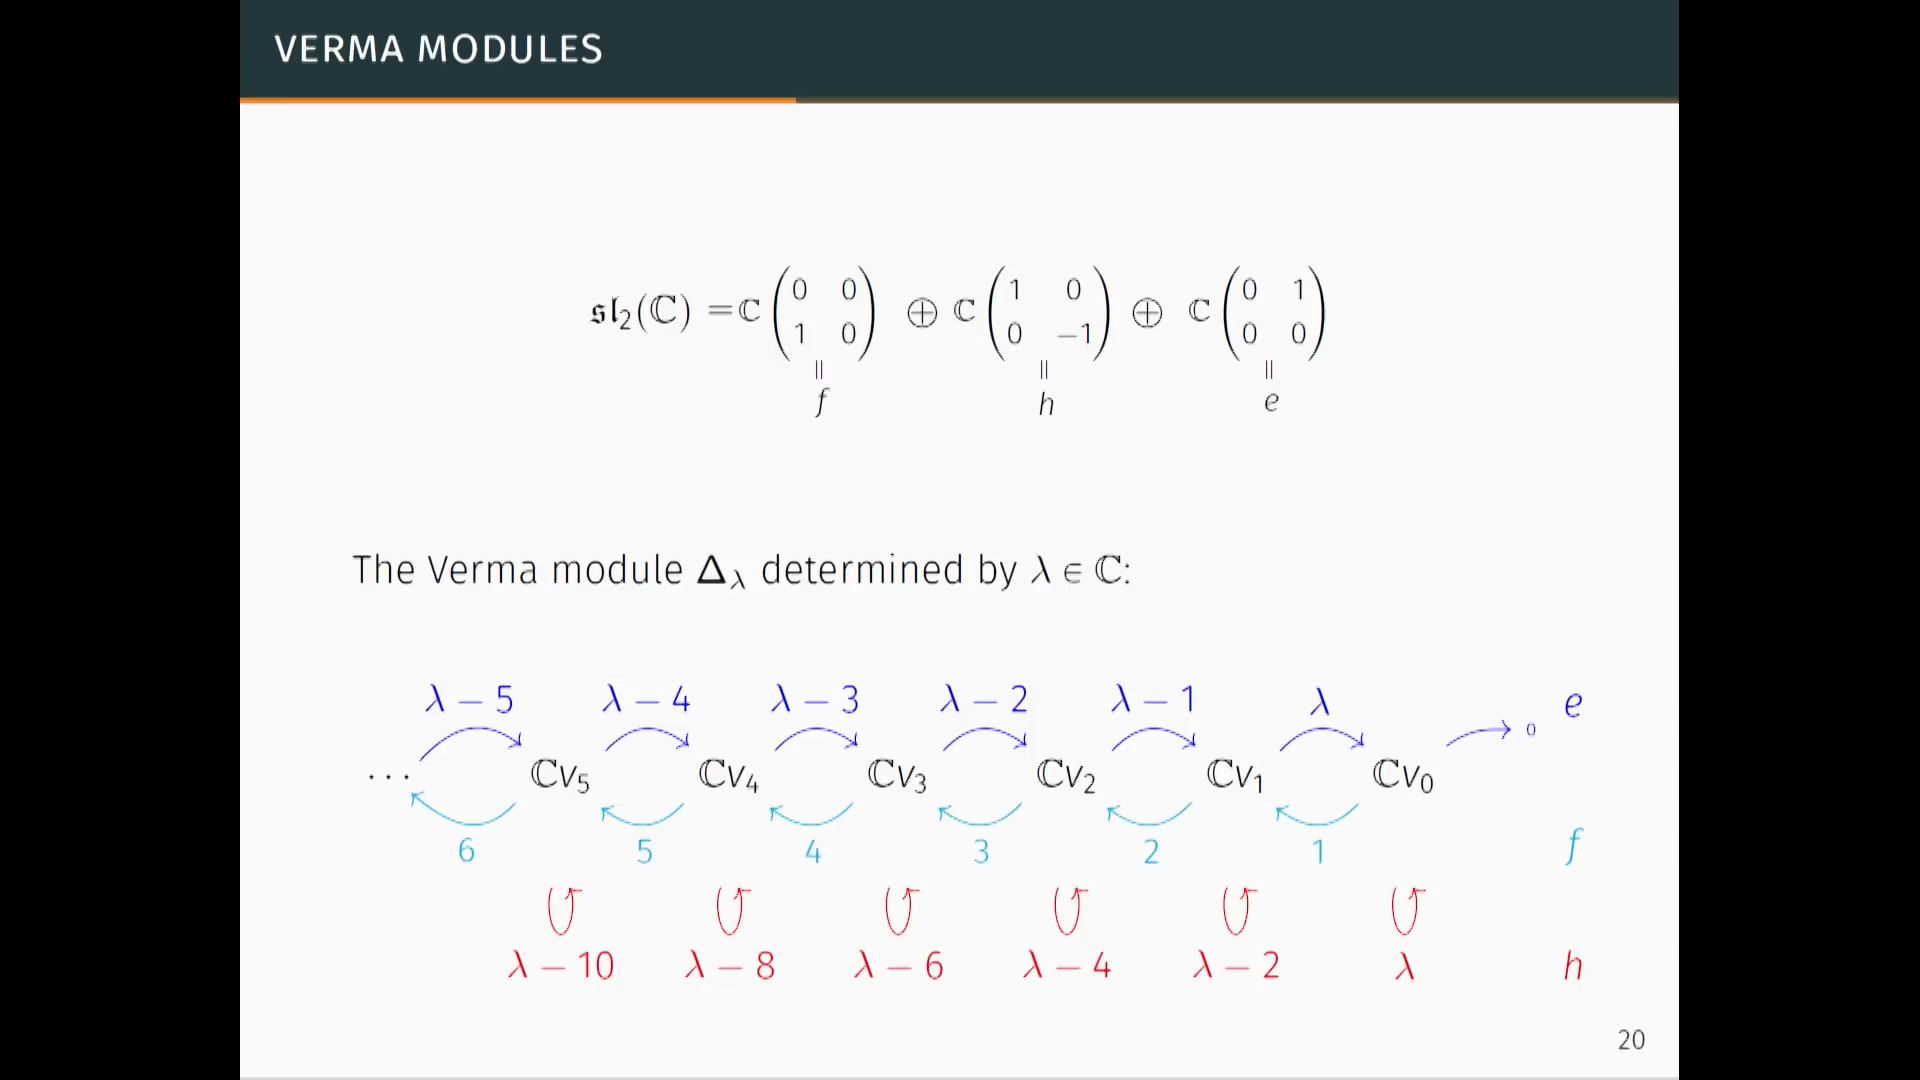 VERMA MODULES
𝔰𝔩₂(ℂ) = ℂ (0 0 / 1 0) ⊕ ℂ (1 0 / 0 −1) ⊕ ℂ (0 1 / 0 0)
= = =
f h e
The Verma module Δ_λ determined by λ ∈ ℂ:
λ − 5 λ − 4 λ − 3 λ − 2 λ − 1 λ e
0
··· ℂv₅ ℂv₄ ℂv₃ ℂv₂ ℂv₁ ℂv₀
6 5 4 3 2 1 f
λ − 10 λ − 8 λ − 6 λ − 4 λ − 2 λ h
20